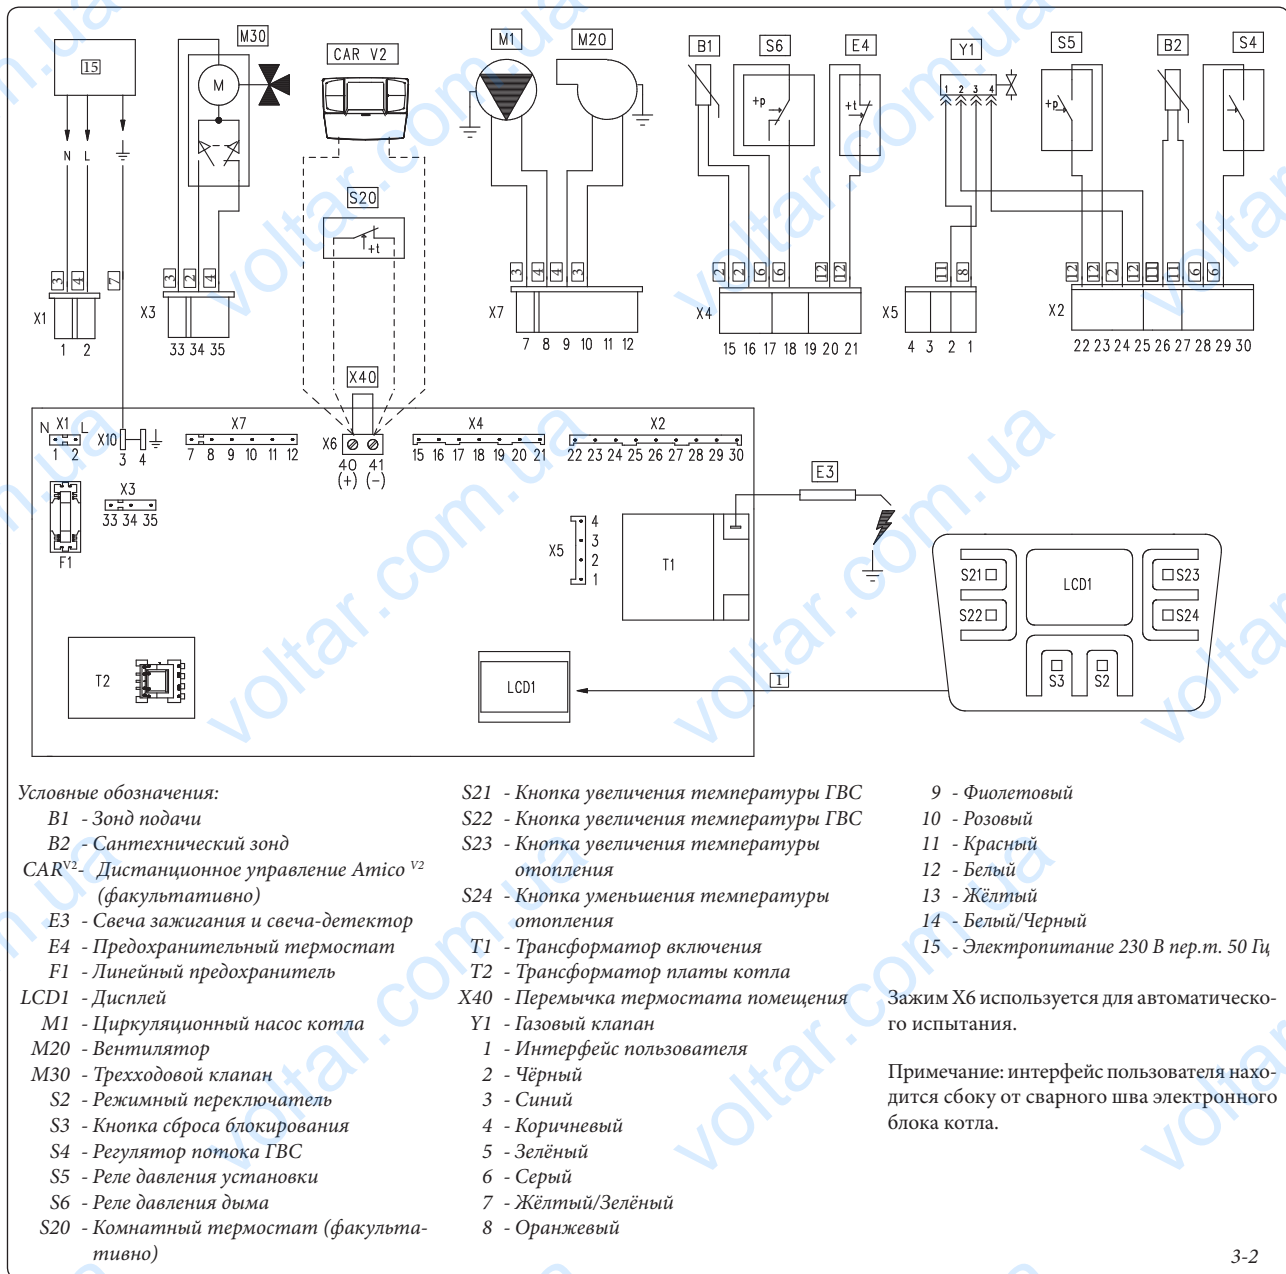 M30
CAR V2
M1
M20
B1
S6
E4
Y1
S5
B2
S4
15
M
+p
+t
1 2 3 4
+p
N L
S20
+t
3 4 7
3 2 4
3 4 4 3
2 2 6 6 12 12
11 8
12 12 2 12 11 11 6 6
X1
X3
X7
X4
X5
X2
1 2
33 34 35
7 8 9 10 11 12
15 16 17 18 19 20 21
4 3 2 1
22 23 24 25 26 27 28 29 30
X40
N X1 L
1 2
X10
3 4
X7
7 8 9 10 11 12
X6
40 41
(+) (-)
X4
15 16 17 18 19 20 21
X2
22 23 24 25 26 27 28 29 30
E3
F1
X3
33 34 35
X5
4
3
2
1
T1
S21
S22
LCD1
S23
S24
S3
S2
T2
LCD1
1
Условные обозначения:
B1 - Зонд подачи
B2 - Сантехнический зонд
CARV2- Дистанционное управление Amico V2
(факультативно)
E3 - Свеча зажигания и свеча-детектор
E4 - Предохранительный термостат
F1 - Линейный предохранитель
LCD1 - Дисплей
M1 - Циркуляционный насос котла
M20 - Вентилятор
M30 - Трехходовой клапан
S2 - Режимный переключатель
S3 - Кнопка сброса блокирования
S4 - Регулятор потока ГВС
S5 - Реле давления установки
S6 - Реле давления дыма
S20 - Комнатный термостат (факульта-
тивно)
S21 - Кнопка увеличения температуры ГВС
S22 - Кнопка увеличения температуры ГВС
S23 - Кнопка увеличения температуры
отопления
S24 - Кнопка уменьшения температуры
отопления
T1 - Трансформатор включения
T2 - Трансформатор платы котла
X40 - Перемычка термостата помещения
Y1 - Газовый клапан
1 - Интерфейс пользователя
2 - Чёрный
3 - Синий
4 - Коричневый
5 - Зелёный
6 - Серый
7 - Жёлтый/Зелёный
8 - Оранжевый
9 - Фиолетовый
10 - Розовый
11 - Красный
12 - Белый
13 - Жёлтый
14 - Белый/Черный
15 - Электропитание 230 В пер.т. 50 Гц
Зажим X6 используется для автоматическо-
го испытания.
Примечание: интерфейс пользователя нахо-
дится сбоку от сварного шва электронного
блока котла.
3-2
voltar.com.ua